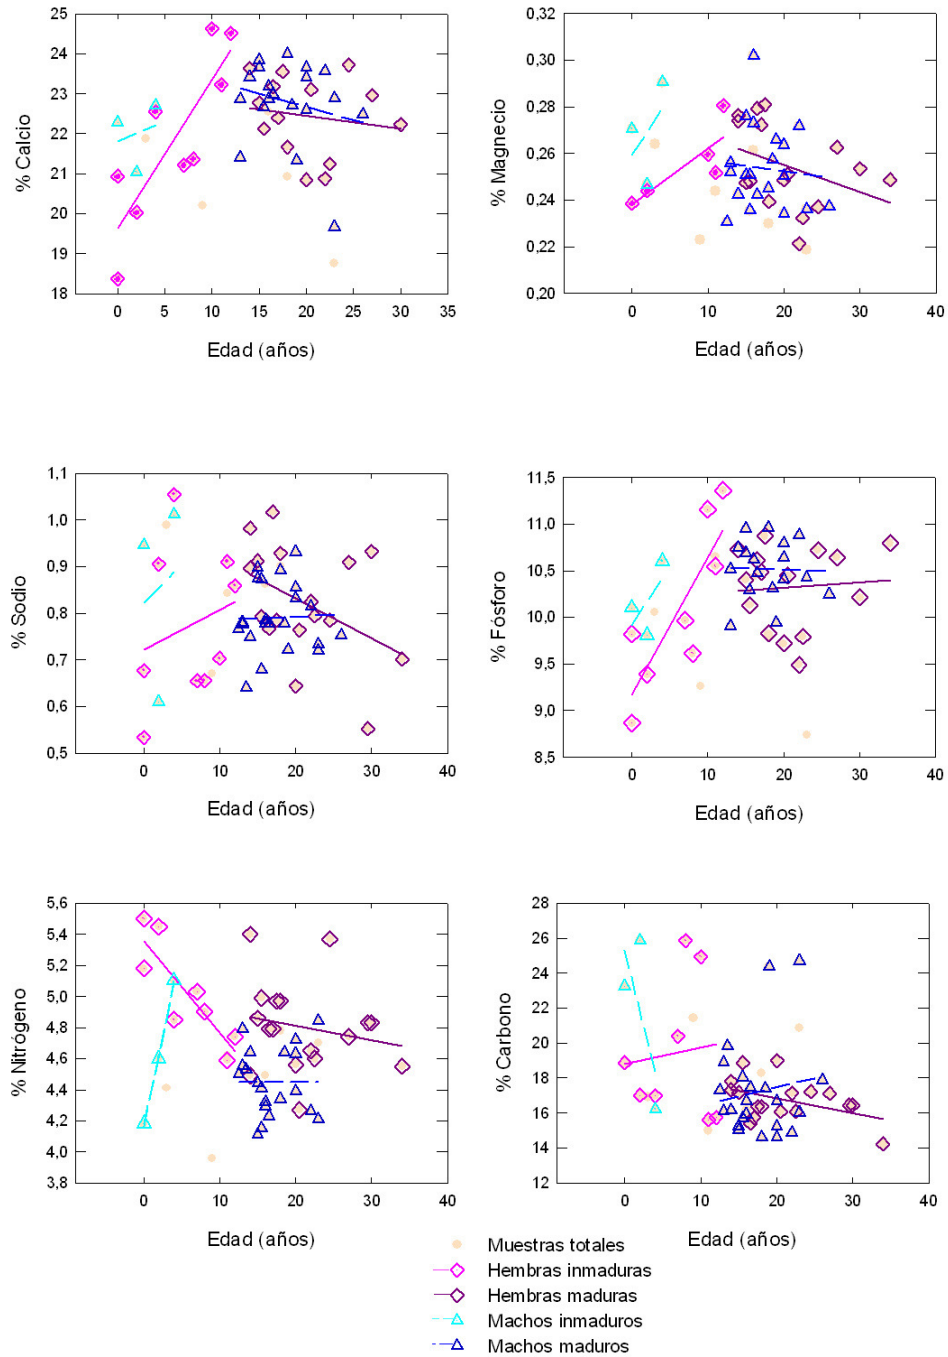 25
24
23
22
21
20
19
18
% Calcio
0 5 10 15 20 25 30 35
Edad (años)
0,32
0,28
0,24
0,22
0,20
% Magnecio
0 10 20 30 40
Edad (años)
1,1
1,0
0,9
0,8
0,7
0,6
0,5
% Sodio
0 10 20 30 40
Edad (años)
11,5
11,0
10,5
10,0
9,5
9,0
8,5
% Fósforo
0 10 20 30 40
Edad (años)
5,6
5,4
5,2
5,0
4,8
4,6
4,4
4,2
4,0
3,8
% Nitrógeno
0 10 20 30 40
Edad (años)
28
26
24
22
20
18
16
14
12
% Carbono
0 10 20 30 40
Edad (años)
Muestras totales
Hembras inmaduras
Hembras maduras
Machos inmaduros
Machos maduros